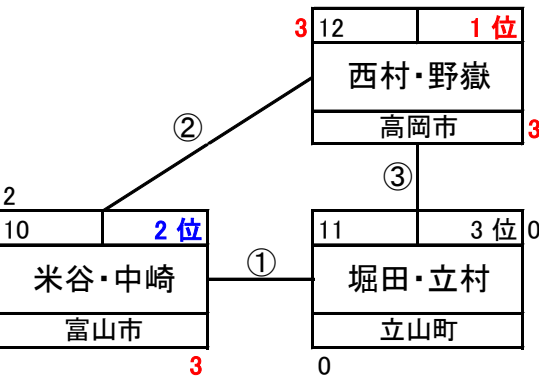 3 12 1 位
西村・野嶽
高岡市 3
②
③
2
10 2 位
11 3 位 0
①
米谷・中崎
堀田・立村
富山市
立山町
3
0